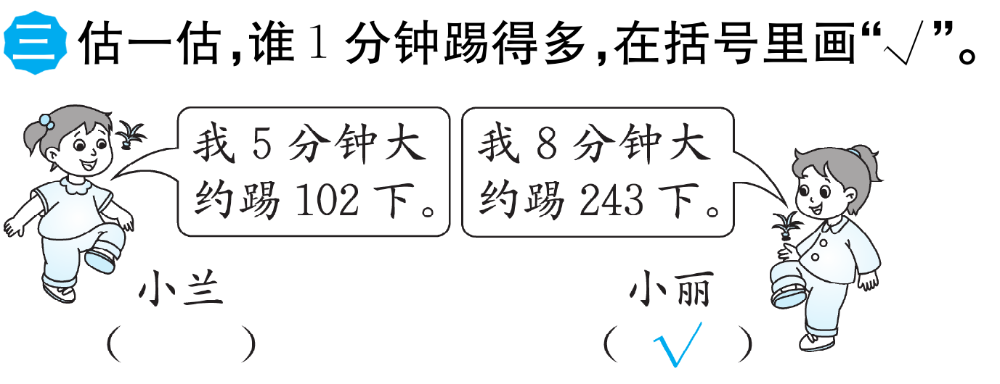 三 估一估,谁1分钟踢得多,在括号里画“√”。
我5分钟大
约踢102下。
我8分钟大
约踢243下。
小兰
小丽
( )
( √ )